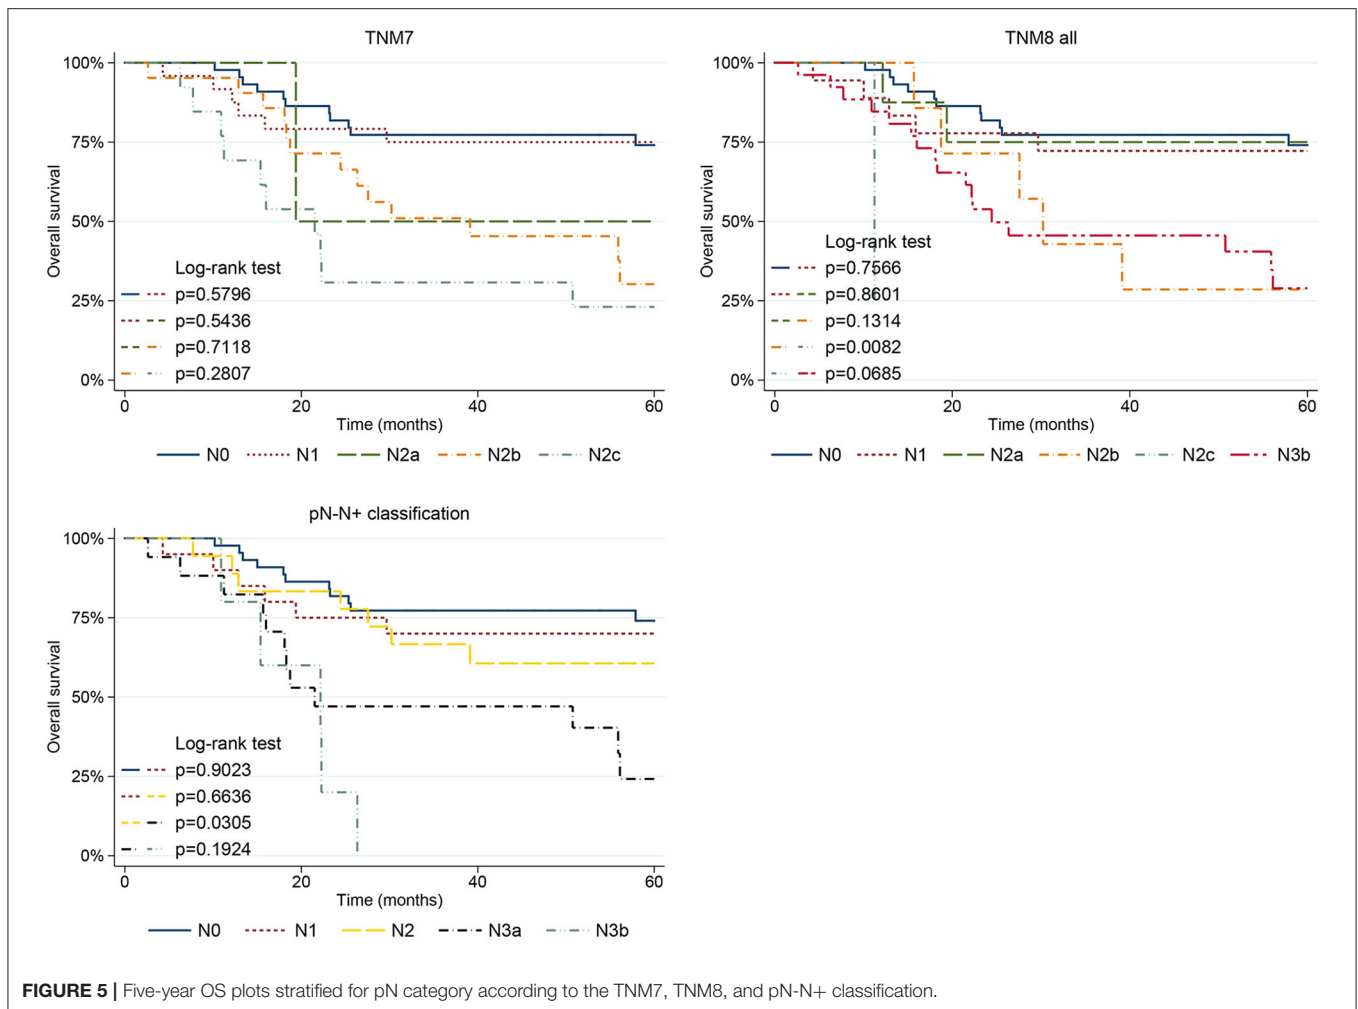 TNM7
100%
75%
50%
25%
0%
Overall survival
Log-rank test
p=0.5796
p=0.5436
p=0.7118
p=0.2807
0 20 40 60
Time (months)
N0 N1 N2a N2b N2c
TNM8 all
100%
75%
50%
25%
0%
Overall survival
Log-rank test
p=0.7566
p=0.8601
p=0.1314
p=0.0082
p=0.0685
0 20 40 60
Time (months)
N0 N1 N2a N2b N2c N3b
pN-N+ classification
100%
75%
50%
25%
0%
Overall survival
Log-rank test
p=0.9023
p=0.6636
p=0.0305
p=0.1924
0 20 40 60
Time (months)
N0 N1 N2 N3a N3b
FIGURE 5 | Five-year OS plots stratified for pN category according to the TNM7, TNM8, and pN-N+ classification.